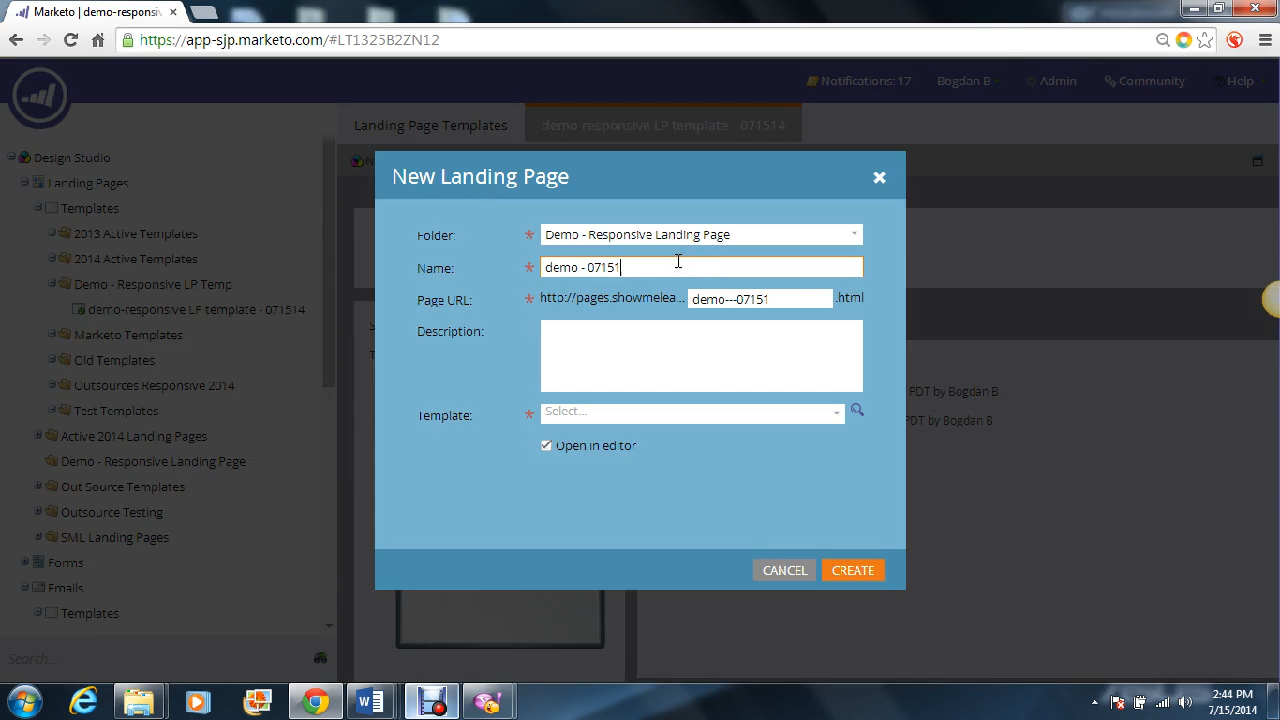 Marketo | demo-responsiv
https://app-sjp.marketo.com/#LT1325B2ZN12
Notifications: 17
Bogdan B
Admin
Community
Help
Landing Page Templates
demo-responsive LP template - 071514
Design Studio
Landing Pages
Templates
2013 Active Templates
2014 Active Templates
Demo - Responsive LP Temp
demo-responsive LP template - 071514
Marketo Templates
Old Templates
Outsources Responsive 2014
Test Templates
Active 2014 Landing Pages
Demo - Responsive Landing Page
Out Source Templates
Outsource Testing
SML Landing Pages
Forms
Emails
Templates
Search...
New Landing Page
Folder: * Demo - Responsive Landing Page
Name: * demo - 07151
Page URL: * http://pages.showmelea... demo---07151 .html
Description:
Template: * Select...
Open in editor
CANCEL CREATE
PDT by Bogdan B
PDT by Bogdan B
2:44 PM
7/15/2014